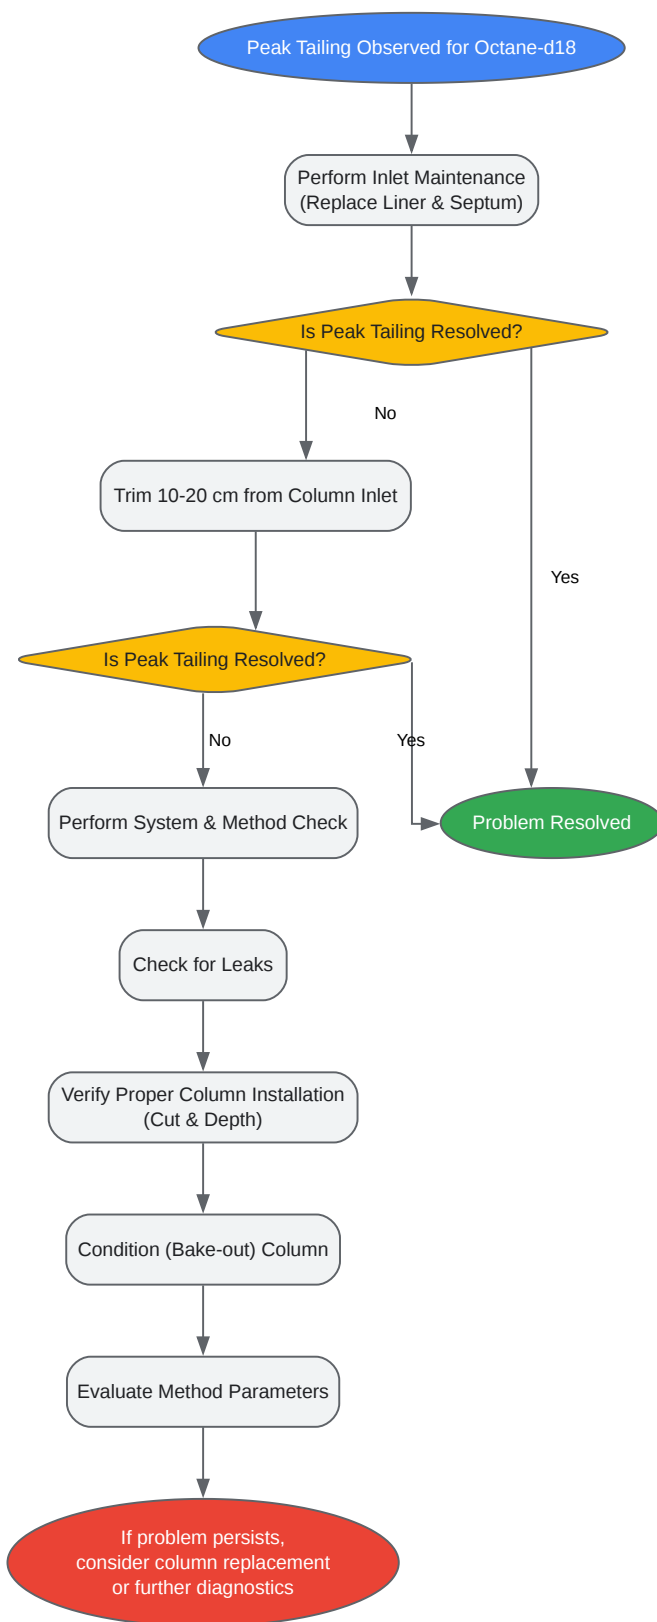 Peak Tailing Observed for Octane-d18
Perform Inlet Maintenance
(Replace Liner & Septum)
Is Peak Tailing Resolved?
No
Trim 10-20 cm from Column Inlet
Yes
Is Peak Tailing Resolved?
No
Yes
Perform System & Method Check
Problem Resolved
Check for Leaks
Verify Proper Column Installation
(Cut & Depth)
Condition (Bake-out) Column
Evaluate Method Parameters
If problem persists,
consider column replacement
or further diagnostics